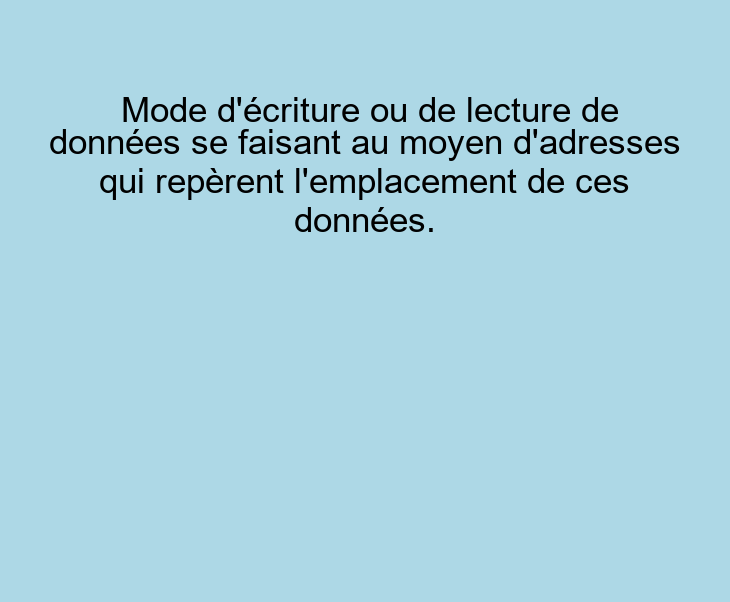 Mode d'écriture ou de lecture de
données se faisant au moyen d'adresses
qui repèrent l'emplacement de ces
données.